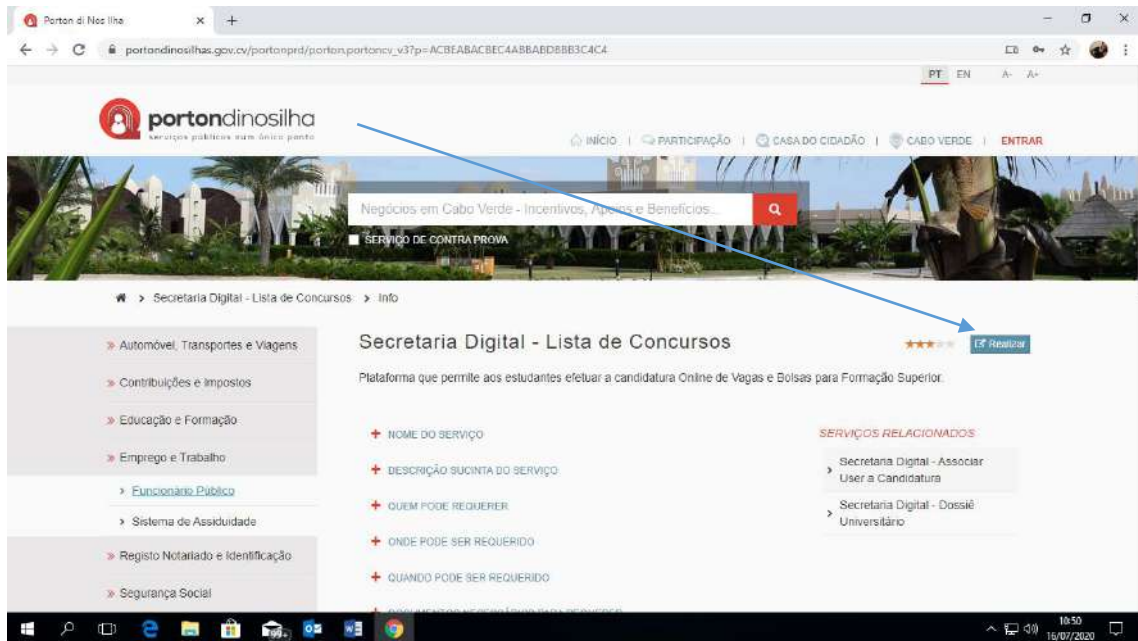 Porton di Nos Ilha
portondinosilhas.gov.cv/portonprd/porton.portoncv_v3?p=AC8EABACBEC4ABBABDBBB3C4C4
PT EN A- A+
portondinosilha
serviços públicos num único ponto
INÍCIO | PARTICIPAÇÃO | CASA DO CIDADÃO | CABO VERDE | ENTRAR
Negócios em Cabo Verde - Incentivos, Apoios e Benefícios...
SERVIÇO DE CONTRA PROVA
> Secretaria Digital - Lista de Concursos > Info
» Automóvel, Transportes e Viagens
» Contribuições e Impostos
» Educação e Formação
» Emprego e Trabalho
> Funcionário Público
> Sistema de Assiduidade
» Registo Notariado e Identificação
» Segurança Social
Secretaria Digital - Lista de Concursos
Realizar
Plataforma que permite aos estudantes efetuar a candidatura Online de Vagas e Bolsas para Formação Superior.
+ NOME DO SERVIÇO
+ DESCRIÇÃO SUCINTA DO SERVIÇO
+ QUEM PODE REQUERER
+ ONDE PODE SER REQUERIDO
+ QUANDO PODE SER REQUERIDO
+ DOCUMENTOS NECESSÁRIOS PARA REQUERER
SERVIÇOS RELACIONADOS
> Secretaria Digital - Associar
User a Candidatura
> Secretaria Digital - Dossiê
Universitário
10:50
16/07/2020